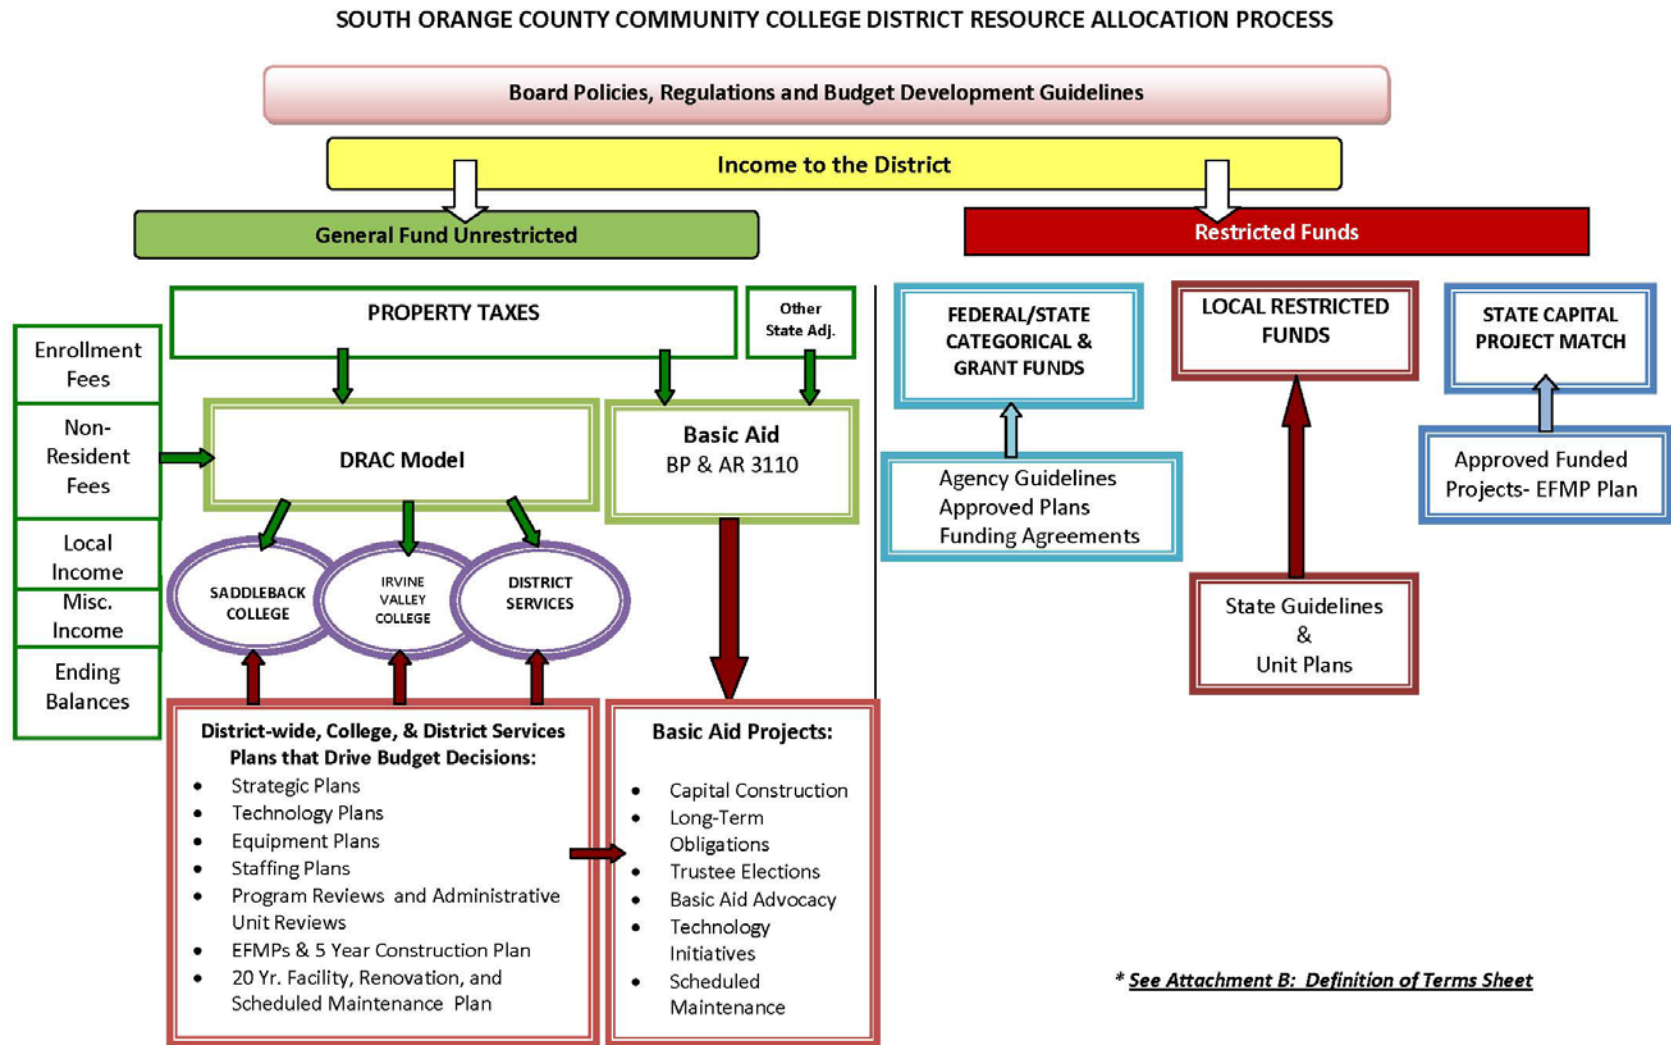 SOUTH ORANGE COUNTY COMMUNITY COLLEGE DISTRICT RESOURCE ALLOCATION PROCESS
Board Policies, Regulations and Budget Development Guidelines
Income to the District
General Fund Unrestricted
Restricted Funds
PROPERTY TAXES
Other
State Adj.
Enrollment
Fees
Non-
Resident
Fees
Local
Income
Misc.
Income
Ending
Balances
DRAC Model
Basic Aid
BP & AR 3110
SADDLEBACK
COLLEGE
IRVINE
VALLEY
COLLEGE
DISTRICT
SERVICES
District-wide, College, & District Services
Plans that Drive Budget Decisions:
• Strategic Plans
• Technology Plans
• Equipment Plans
• Staffing Plans
• Program Reviews and Administrative
Unit Reviews
• EFMPs & 5 Year Construction Plan
• 20 Yr. Facility, Renovation, and
Scheduled Maintenance Plan
Basic Aid Projects:
• Capital Construction
• Long-Term
Obligations
• Trustee Elections
• Basic Aid Advocacy
• Technology
Initiatives
• Scheduled
Maintenance
FEDERAL/STATE
CATEGORICAL &
GRANT FUNDS
Agency Guidelines
Approved Plans
Funding Agreements
LOCAL RESTRICTED
FUNDS
State Guidelines
&
Unit Plans
STATE CAPITAL
PROJECT MATCH
Approved Funded
Projects- EFMP Plan
* See Attachment B: Definition of Terms Sheet